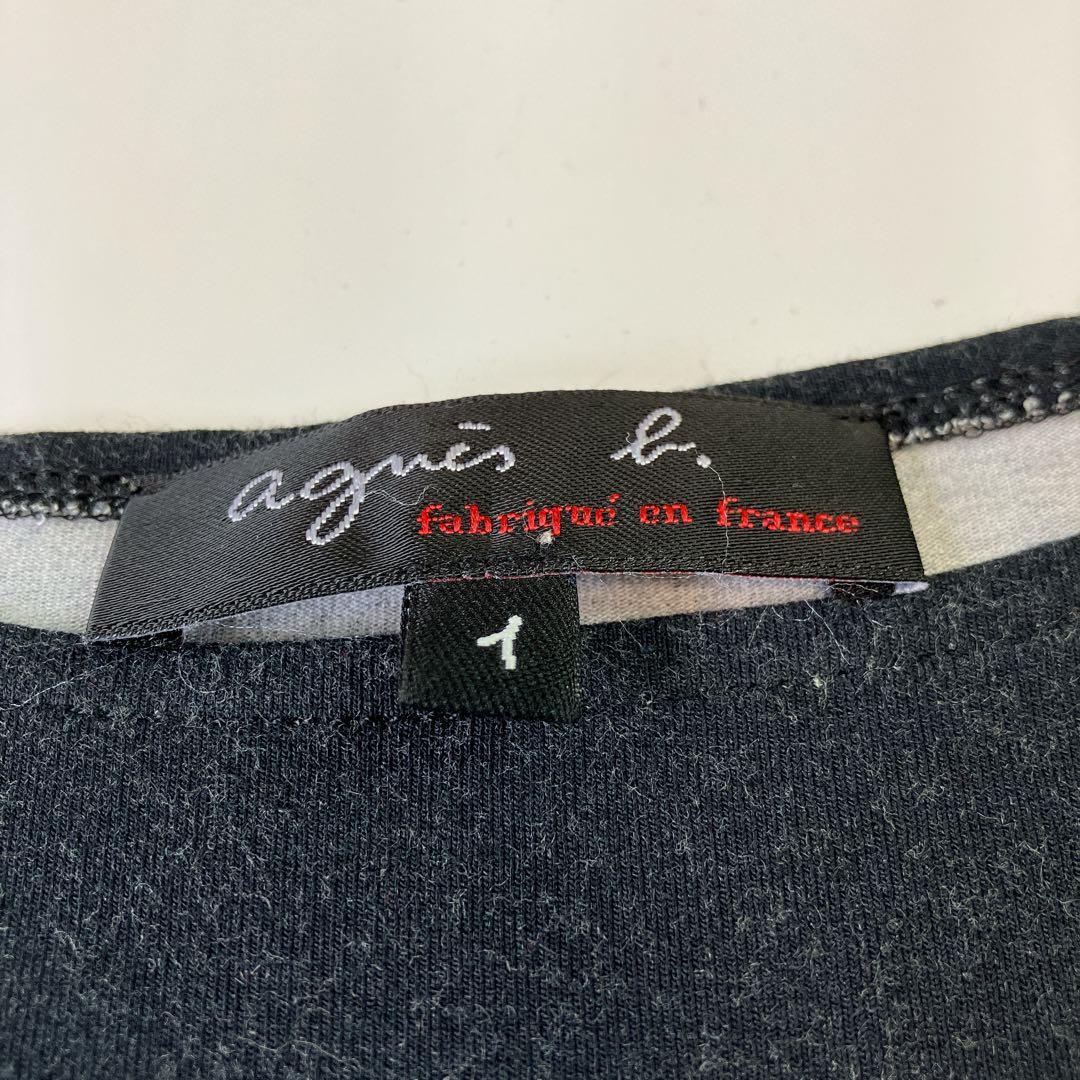 agnès b.
fabriqué en france
1